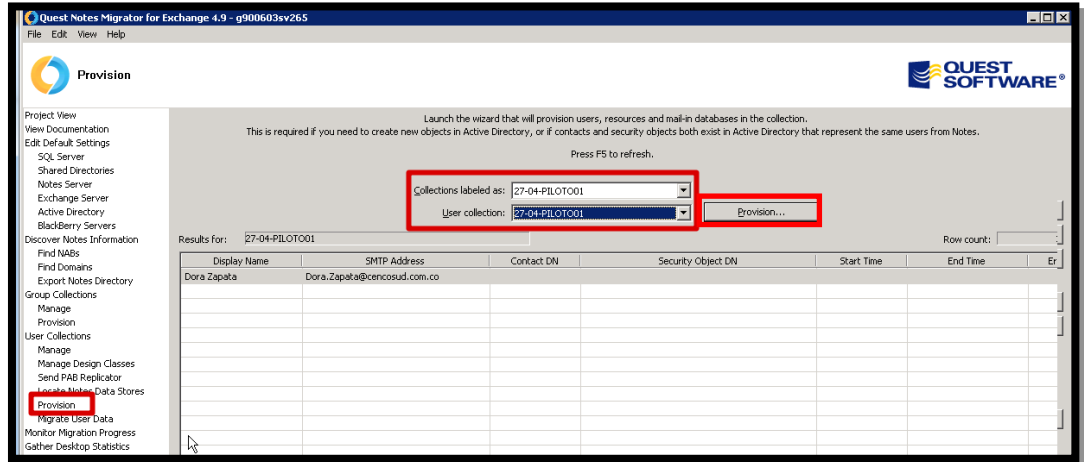 Quest Notes Migrator for Exchange 4.9 - g900603sv265
File Edit View Help
Provision
QUEST
SOFTWARE®
Project View
View Documentation
Edit Default Settings
SQL Server
Shared Directories
Notes Server
Exchange Server
Active Directory
BlackBerry Servers
Discover Notes Information
Find NABs
Find Domains
Export Notes Directory
Group Collections
Manage
Provision
User Collections
Manage
Manage Design Classes
Send PAB Replicator
Locate Notes Data Stores
Provision
Migrate User Data
Monitor Migration Progress
Gather Desktop Statistics
Launch the wizard that will provision users, resources and mail-in databases in the collection.
This is required if you need to create new objects in Active Directory, or if contacts and security objects both exist in Active Directory that represent the same users from Notes.
Press F5 to refresh.
Collections labeled as: 27-04-PILOTO01
User collection: 27-04-PILOTO01 Provision...
Results for: 27-04-PILOTO01 Row count:
Display Name SMTP Address Contact DN Security Object DN Start Time End Time Er
Dora Zapata Dora.Zapata@cencosud.com.co